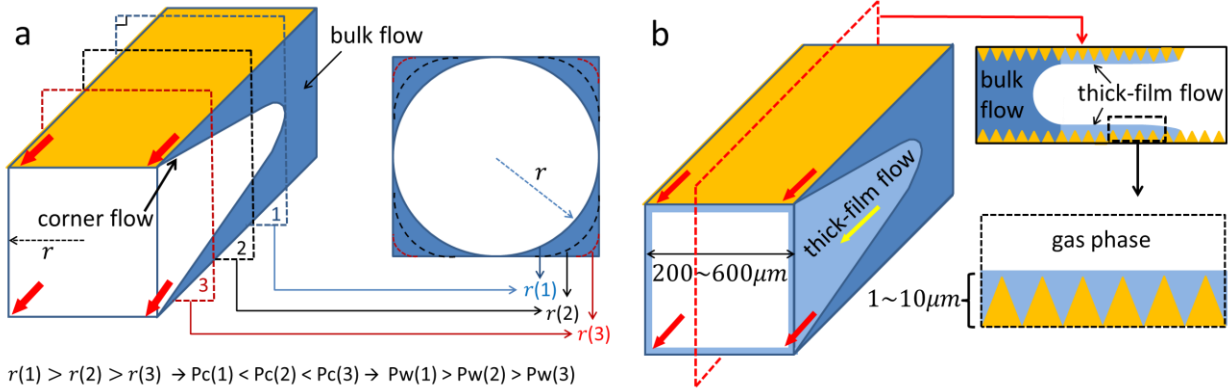 a
bulk flow
corner flow
r
1
2
3
r
r(1)
r(2)
r(3)
r(1) > r(2) > r(3) → Pc(1) < Pc(2) < Pc(3) → Pw(1) > Pw(2) > Pw(3)
b
thick-film flow
200~600μm
bulk
flow
thick-film flow
gas phase
1~10μm